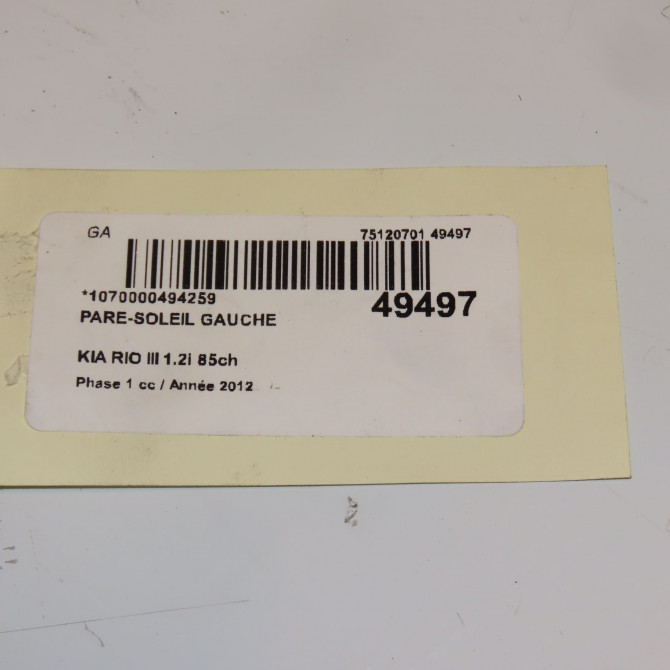 GA
75120701 49497
*1070000494259
49497
PARE-SOLEIL GAUCHE
KIA RIO III 1.2i 85ch
Phase 1 cc / Année 2012